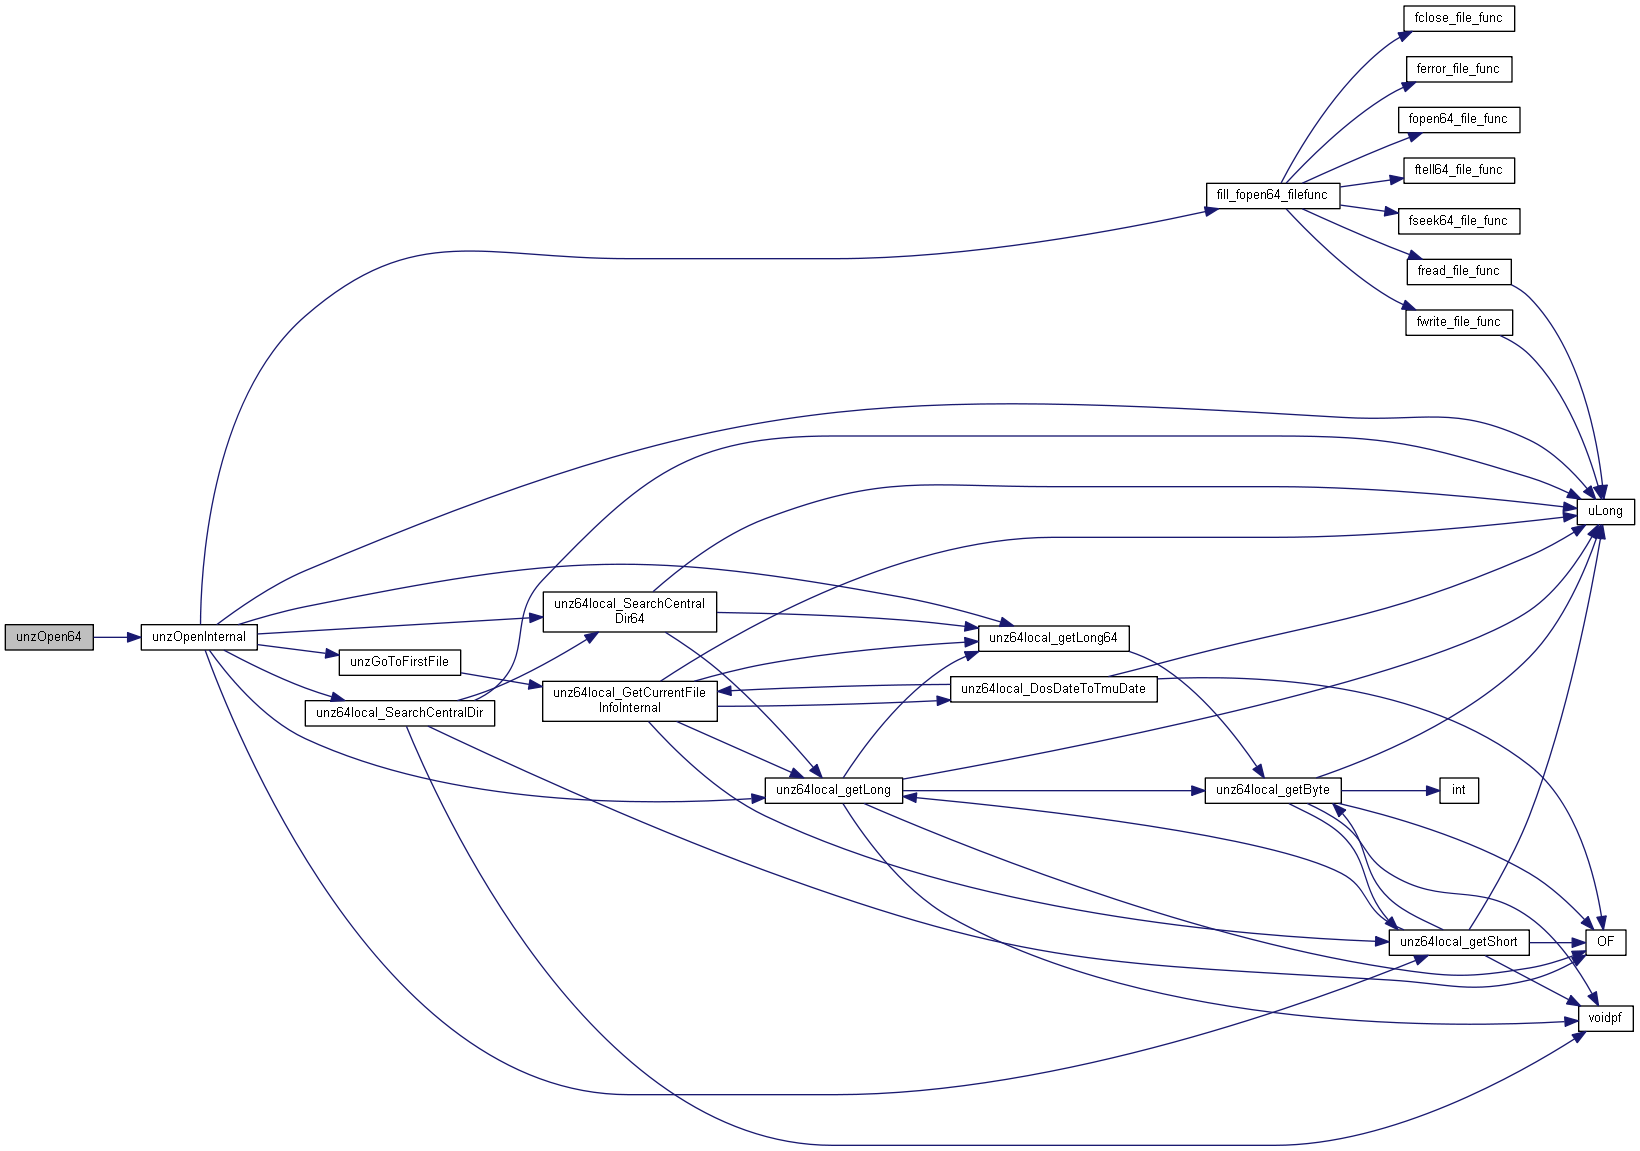 fclose_file_func
ferror_file_func
fopen64_file_func
ftell64_file_func
fill_fopen64_filefunc
fseek64_file_func
fread_file_func
fwrite_file_func
uLong
unz64local_SearchCentral
Dir64
unzOpen64
unzOpenInternal
unz64local_getLong64
unzGoToFirstFile
unz64local_GetCurrentFile
InfoInternal
unz64local_DosDateToTmuDate
unz64local_SearchCentralDir
unz64local_getLong
unz64local_getByte
int
unz64local_getShort
OF
voidpf